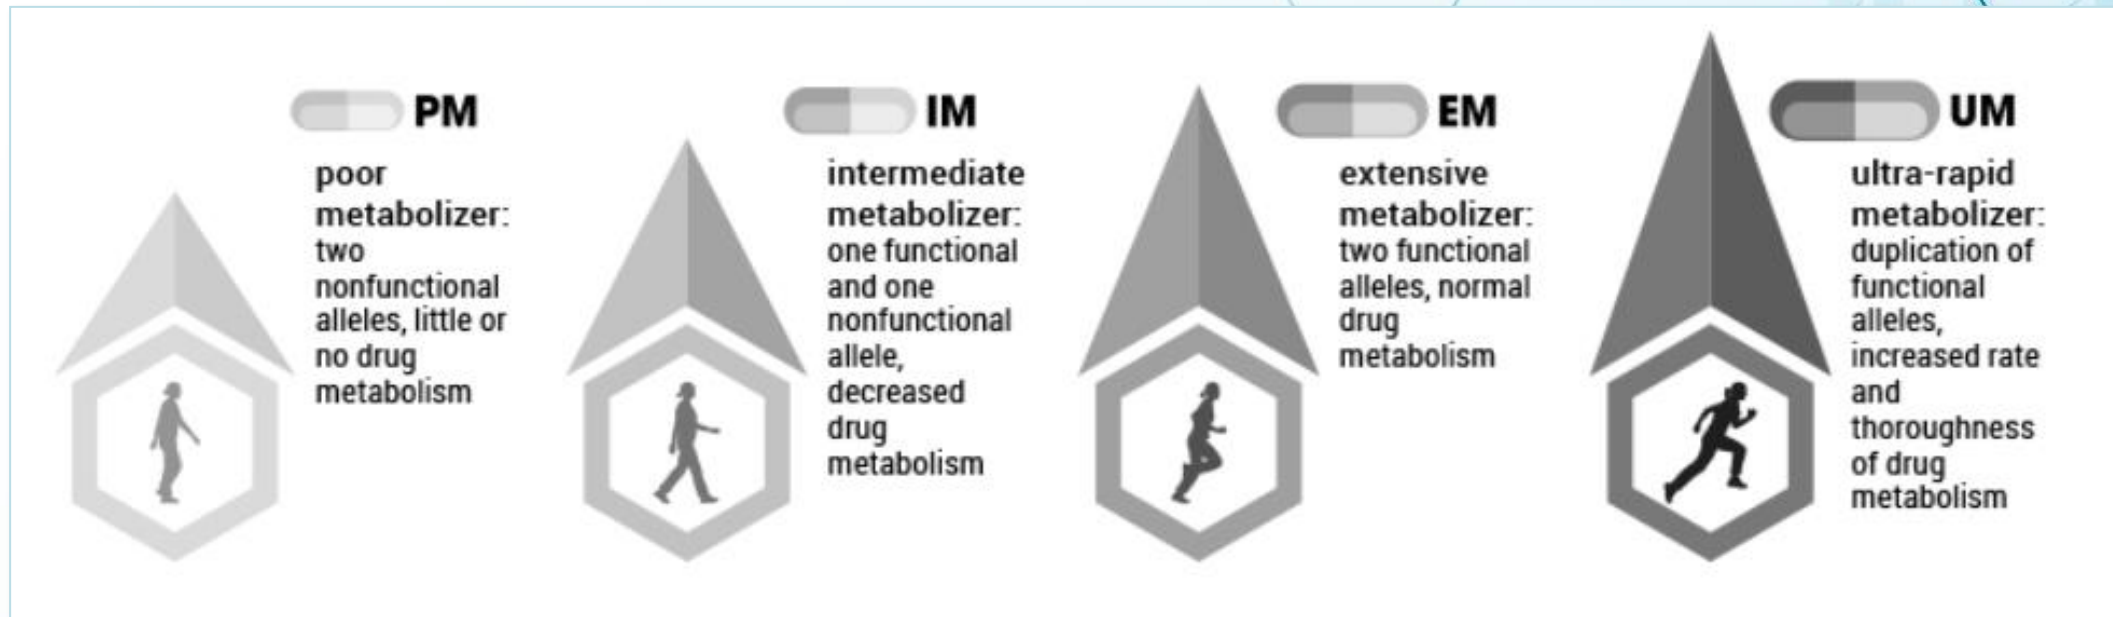 PM
poor
metabolizer:
two
nonfunctional
alleles, little or
no drug
metabolism
IM
intermediate
metabolizer:
one functional
and one
nonfunctional
allele,
decreased
drug
metabolism
EM
extensive
metabolizer:
two functional
alleles, normal
drug
metabolism
UM
ultra-rapid
metabolizer:
duplication of
functional
alleles,
increased rate
and
thoroughness
of drug
metabolism